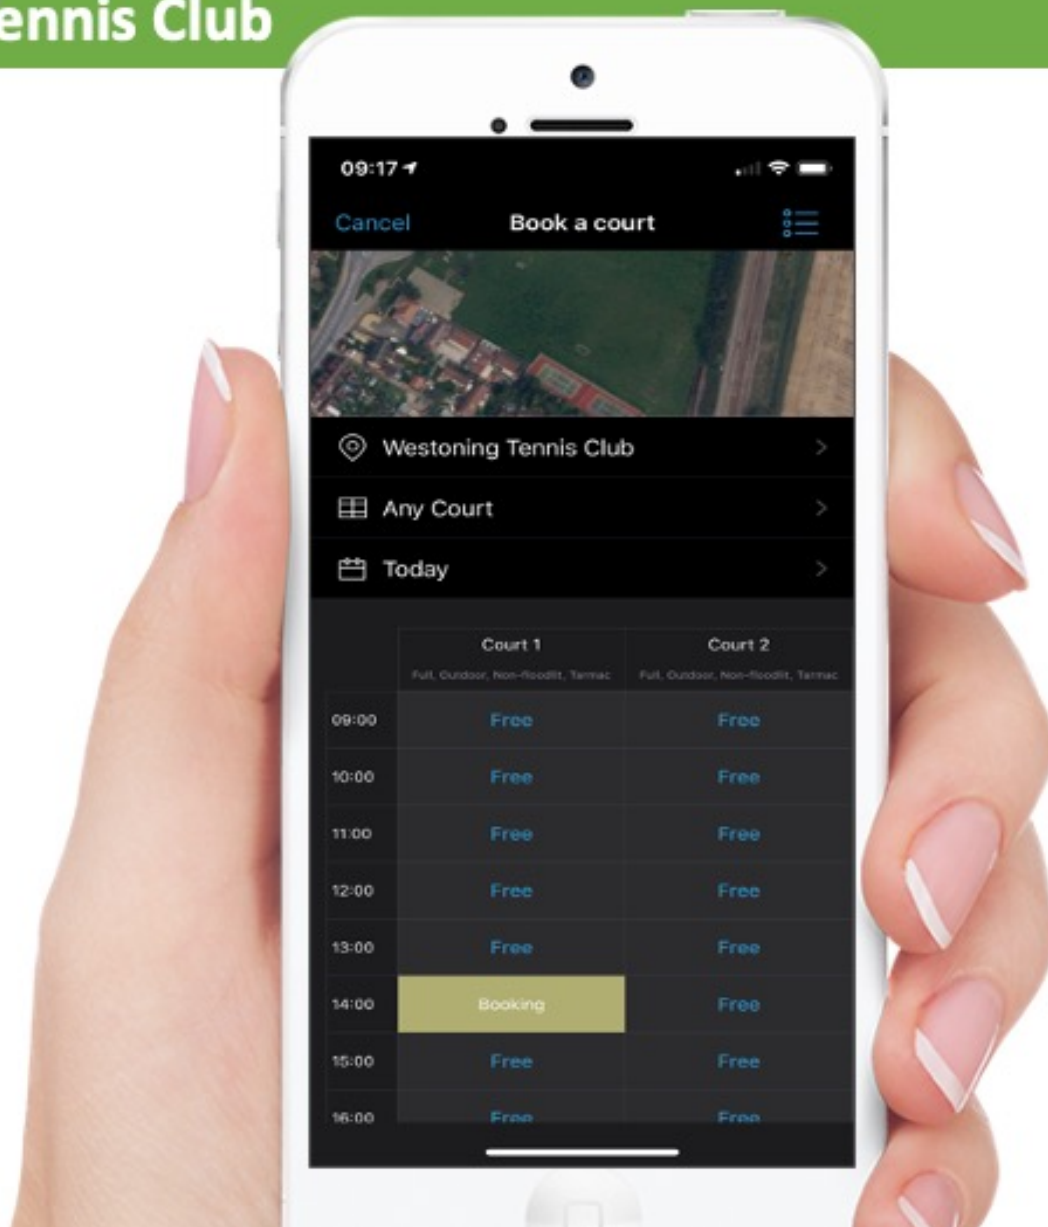 ennis Club
09:17
Cancel Book a court
Westoning Tennis Club
Any Court
Today
Court 1 Court 2
Full, Outdoor, Non-floodlit, Tarmac Full, Outdoor, Non-floodlit, Tarmac
09:00 Free Free
10:00 Free Free
11:00 Free Free
12:00 Free Free
13:00 Free Free
14:00 Booking Free
15:00 Free Free
16:00 Free Free